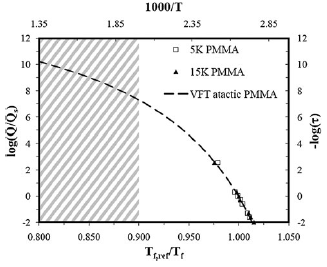 1000/T
1.35 1.85 2.35 2.85
12 12
10 10
8 8
6 6
4 4
2 2
0 0
-2 -2
□ 5K PMMA
▲ 15K PMMA
VFT atactic PMMA
log(Q/Qs)
-log(τ)
0.800 0.850 0.900 0.950 1.000 1.050
Tf,ref/Tf